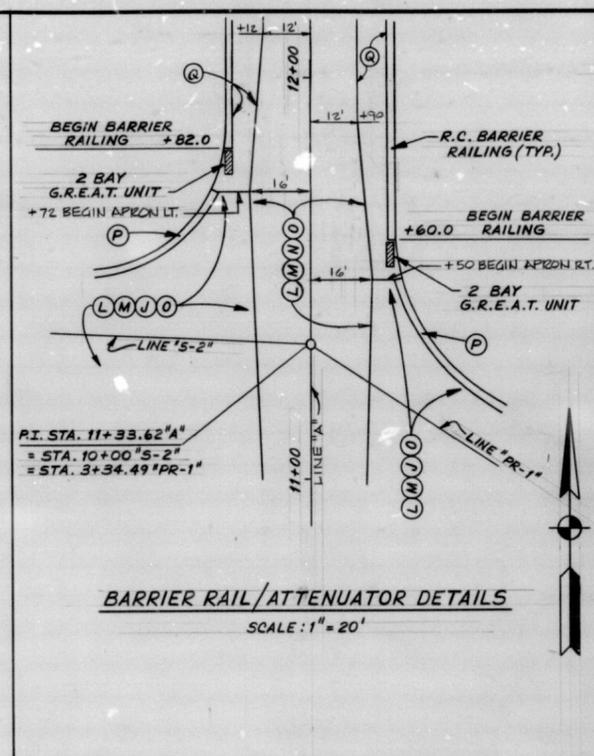 +12
12'
12+00
Q
Q
12'
+90
BEGIN BARRIER
RAILING +82.0
R.C. BARRIER
RAILING (TYP.)
2 BAY
G.R.E.A.T. UNIT
16'
+72 BEGIN APRON LT.
P
L M N O
BEGIN BARRIER
+60.0 RAILING
+50 BEGIN APRON RT.
16'
2 BAY
G.R.E.A.T. UNIT
L M J O
P
LINE "S-2"
P.I. STA. 11+33.62 "A"
= STA. 10+00 "S-2"
= STA. 3+34.49 "PR-1"
11+00
LINE "A"
L M J O
LINE "PR-1"
BARRIER RAIL/ATTENUATOR DETAILS
SCALE: 1" = 20'